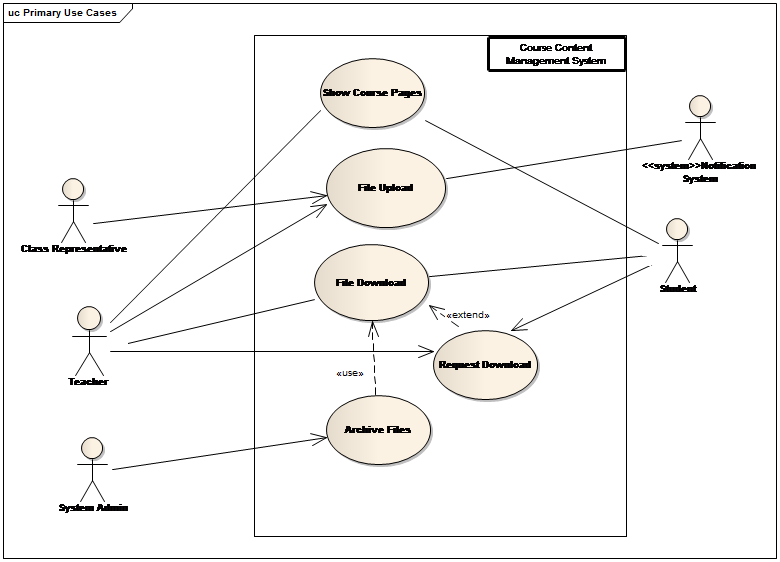 uc Primary Use Cases
Course Content
Management System
Show Course Pages
<<system>>Notification
System
File Upload
Class Representative
File Download
Student
«extend»
Request Download
Teacher
«use»
Archive Files
System Admin